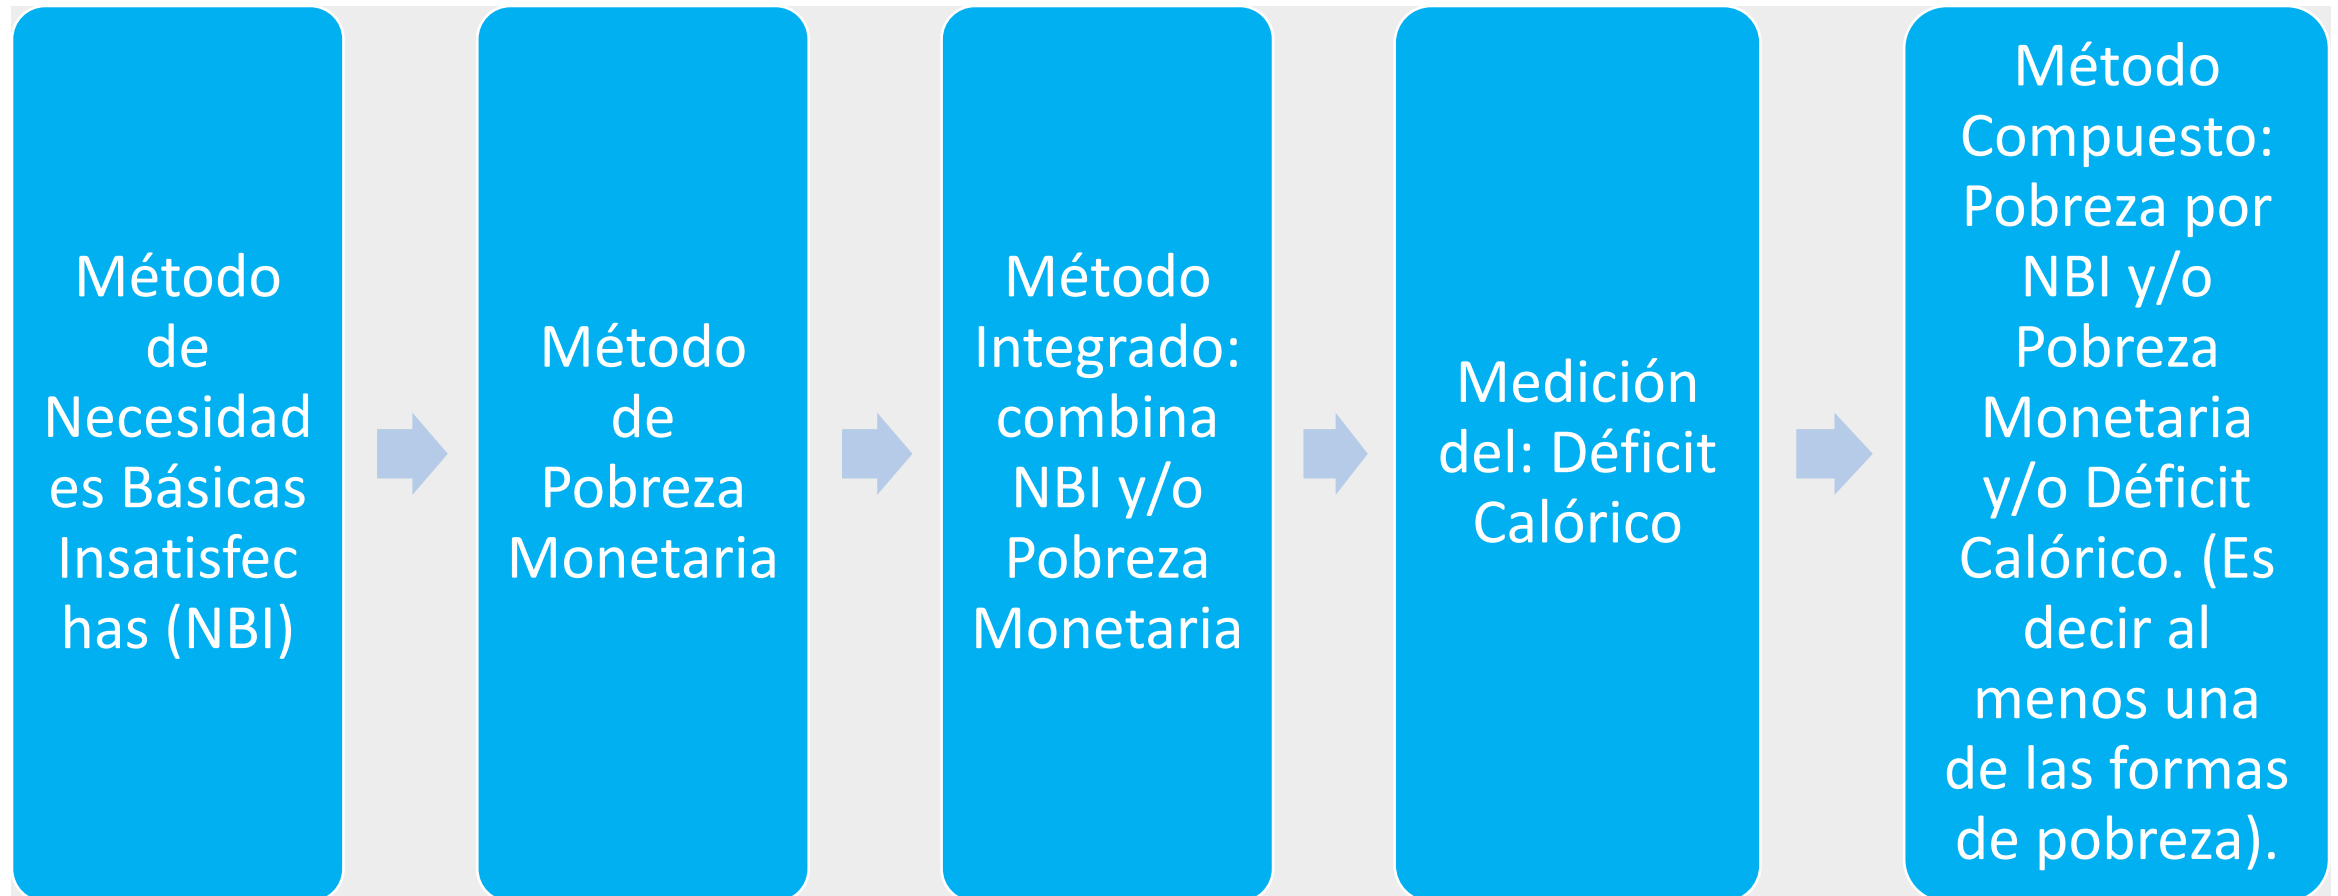 Método
de
Necesidad
es Básicas
Insatisfec
has (NBI)
Método
de
Pobreza
Monetaria
Método
Integrado:
combina
NBI y/o
Pobreza
Monetaria
Medición
del: Déficit
Calórico
Método
Compuesto:
Pobreza por
NBI y/o
Pobreza
Monetaria
y/o Déficit
Calórico. (Es
decir al
menos una
de las formas
de pobreza).